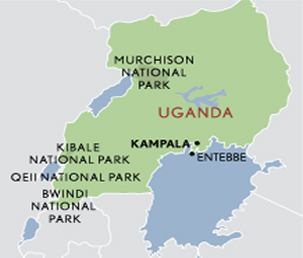 MURCHISON
NATIONAL
PARK
UGANDA
KAMPALA
ENTEBBE
KIBALE
NATIONAL PARK
QEII NATIONAL PARK
BWINDI
NATIONAL
PARK